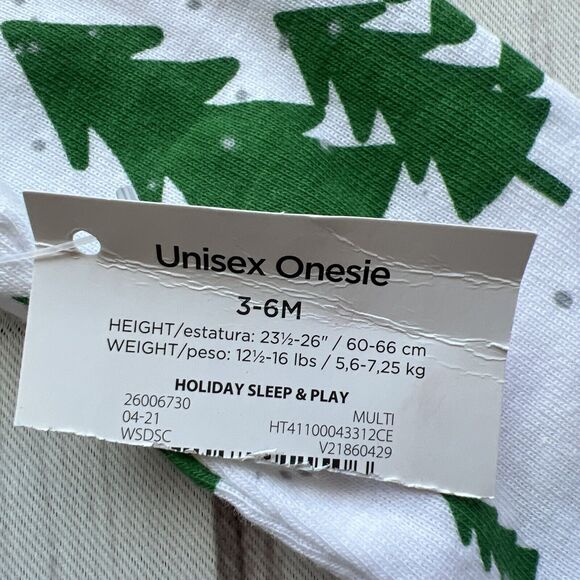 Unisex Onesie
3-6M
HEIGHT/estatura: 23½-26" / 60-66 cm
WEIGHT/peso: 12½-16 lbs / 5,6-7,25 kg
HOLIDAY SLEEP & PLAY
26006730 MULTI
04-21 HT41100043312CE
WSDSC V21860429